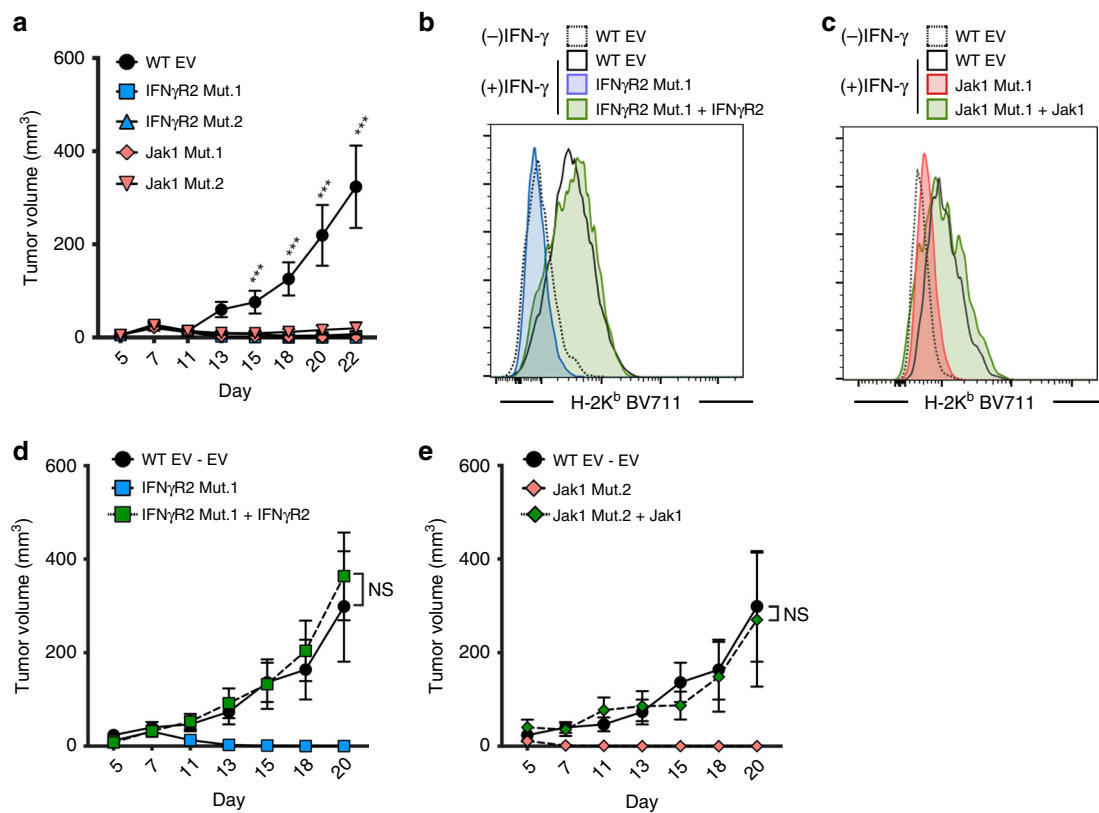 a
600
400
200
0
Tumor volume (mm³)
WT EV
IFNγR2 Mut.1
IFNγR2 Mut.2
Jak1 Mut.1
Jak1 Mut.2
***
***
***
***
5 7 11 13 15 18 20 22
Day
b
(−)IFN-γ WT EV
WT EV
(+)IFN-γ IFNγR2 Mut.1
IFNγR2 Mut.1 + IFNγR2
H-2Kᵇ BV711
c
(−)IFN-γ WT EV
WT EV
(+)IFN-γ Jak1 Mut.1
Jak1 Mut.1 + Jak1
H-2Kᵇ BV711
d
600
400
200
0
Tumor volume (mm³)
WT EV - EV
IFNγR2 Mut.1
IFNγR2 Mut.1 + IFNγR2
NS
5 7 11 13 15 18 20
Day
e
600
400
200
0
Tumor volume (mm³)
WT EV - EV
Jak1 Mut.2
Jak1 Mut.2 + Jak1
NS
5 7 11 13 15 18 20
Day